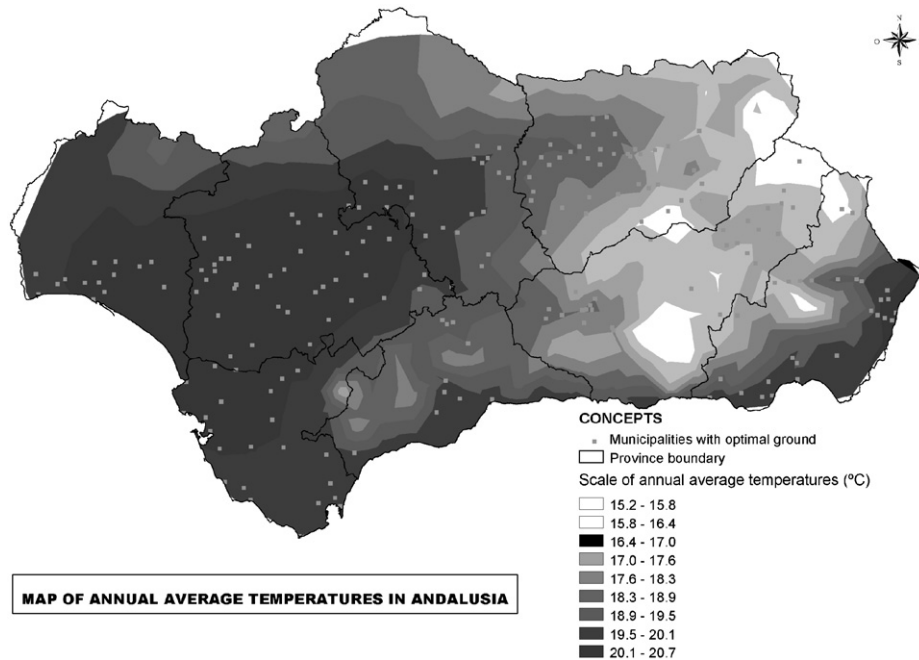 N
O
S
CONCEPTS
Municipalities with optimal ground
Province boundary
Scale of annual average temperatures (ºC)
15.2 - 15.8
15.8 - 16.4
16.4 - 17.0
17.0 - 17.6
17.6 - 18.3
18.3 - 18.9
18.9 - 19.5
19.5 - 20.1
20.1 - 20.7
MAP OF ANNUAL AVERAGE TEMPERATURES IN ANDALUSIA